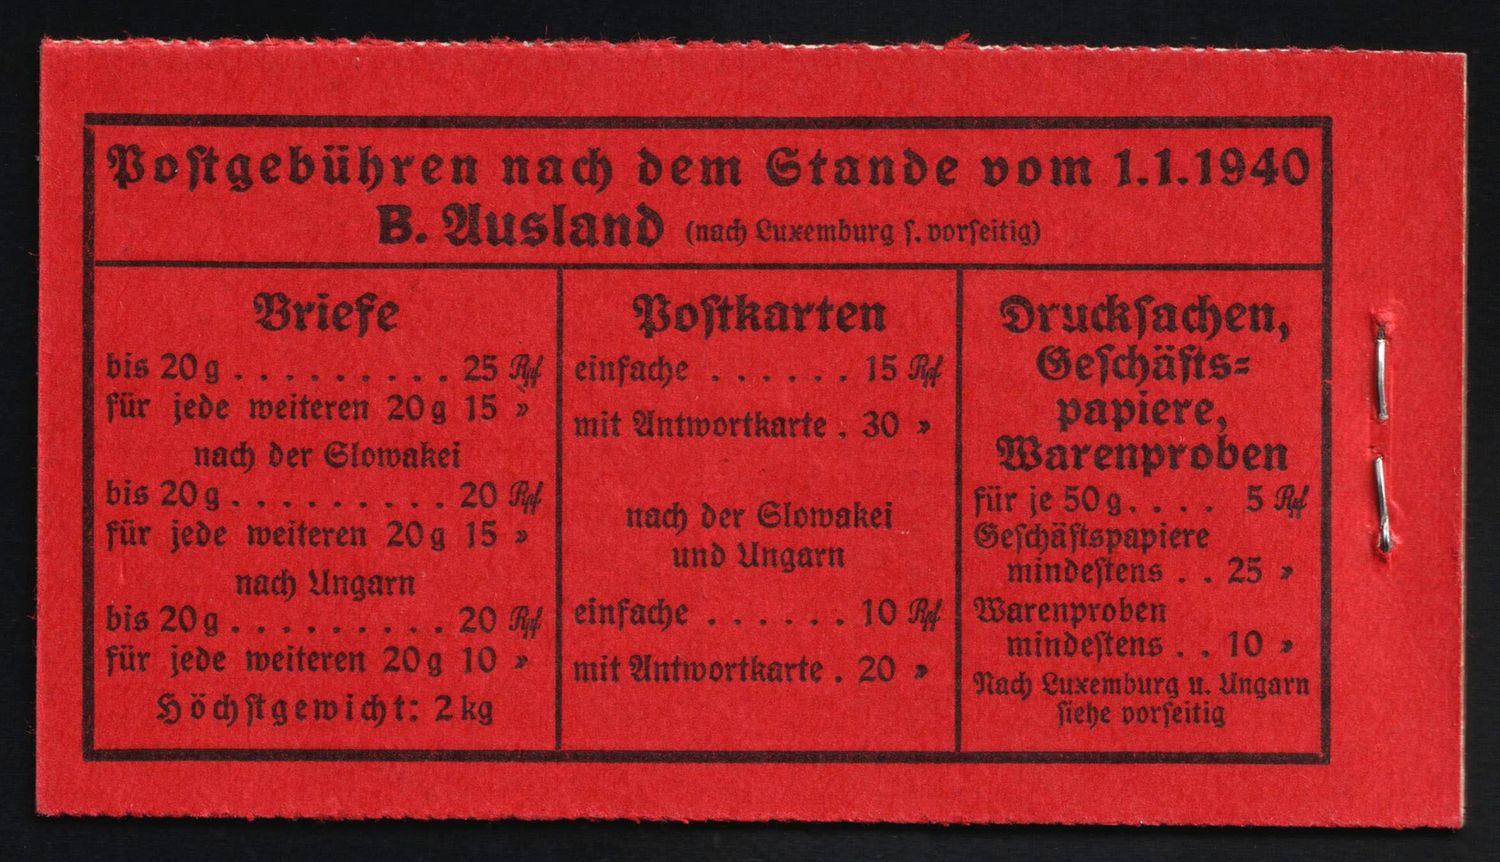 Postgebühren nach dem Stande vom 1.1.1940
B. Ausland (nach Luxemburg s. vorseitig)
Briefe
bis 20 g . . . . . . . . . 25 Rpf
für jede weiteren 20 g 15 »
nach der Slowakei
bis 20 g . . . . . . . . . 20 Rpf
für jede weiteren 20 g 15 »
nach Ungarn
bis 20 g . . . . . . . . . 20 Rpf
für jede weiteren 20 g 10 »
Höchstgewicht: 2 kg
Postkarten
einfache . . . . . . 15 Rpf
mit Antwortkarte . 30 »
nach der Slowakei
und Ungarn
einfache . . . . . . 10 Rpf
mit Antwortkarte . 20 »
Drucksachen,
Geschäfts-
papiere,
Warenproben
für je 50 g . . . . 5 Rpf
Geschäftspapiere
mindestens . . 25 »
Warenproben
mindestens . . 10 »
Nach Luxemburg u. Ungarn
siehe vorseitig